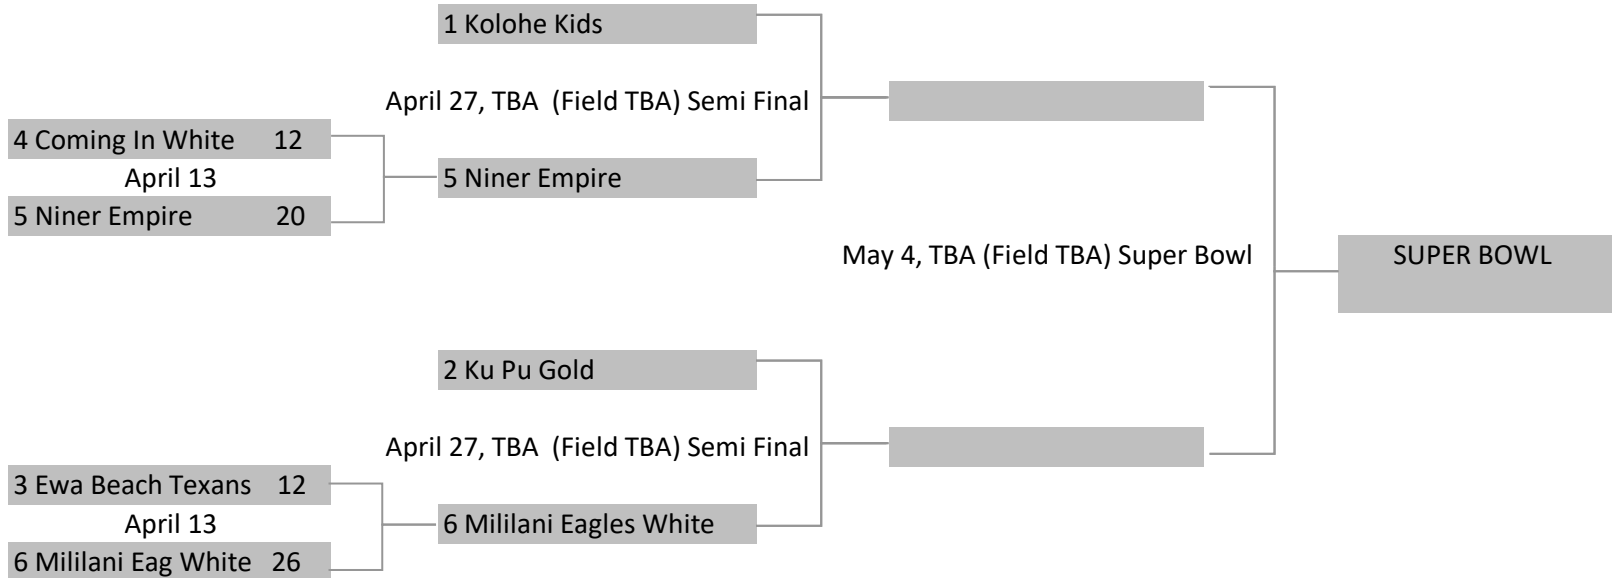 1 Kolohe Kids
April 27, TBA  (Field TBA) Semi Final
4 Coming In White 12
April 13
5 Niner Empire 20
5 Niner Empire
May 4, TBA (Field TBA) Super Bowl
SUPER BOWL
2 Ku Pu Gold
April 27, TBA  (Field TBA) Semi Final
3 Ewa Beach Texans 12
April 13
6 Mililani Eag White 26
6 Mililani Eagles White